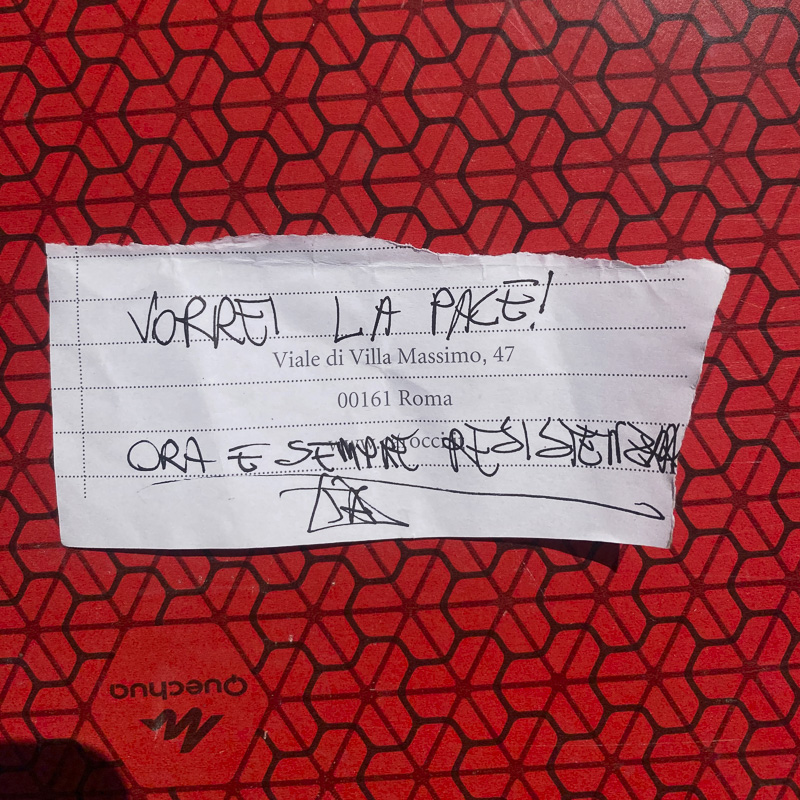 VORREI LA PACE!
Viale di Villa Massimo, 47
00161 Roma
ORA E SEMPRE RESISTENZA
Quechua